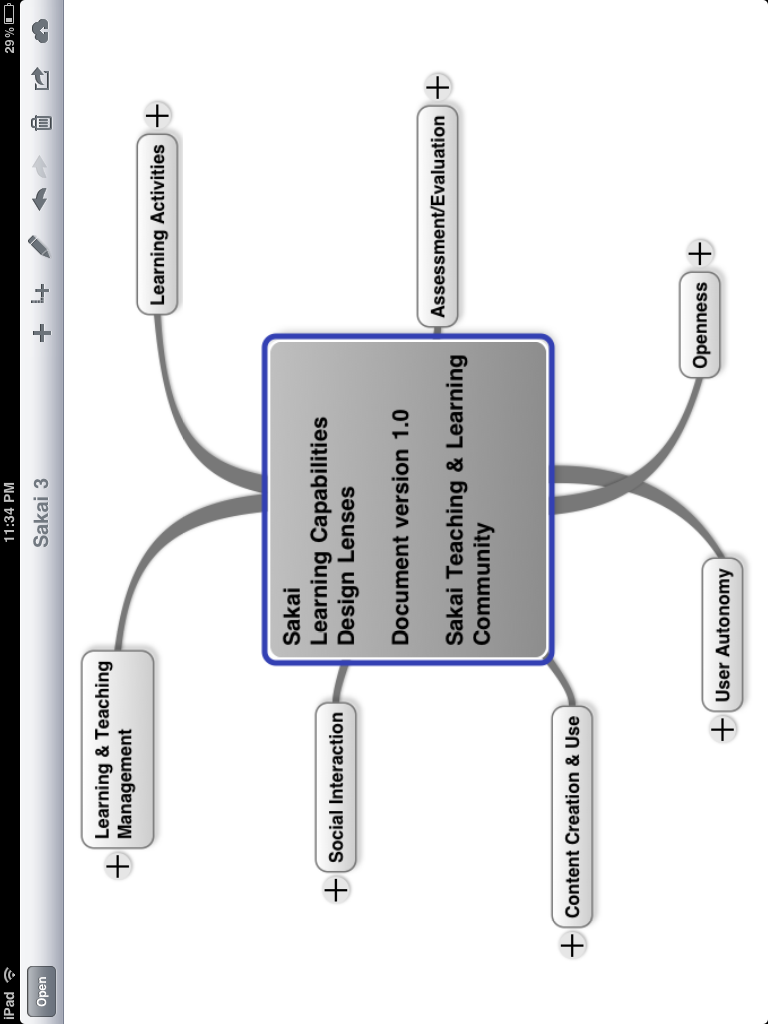 iPad
11:34 PM
29%
Open
Sakai 3
Learning & Teaching
Management
Learning Activities
Social Interaction
Sakai
Learning Capabilities
Design Lenses
Document version 1.0
Sakai Teaching & Learning
Community
Assessment/Evaluation
Content Creation & Use
Openness
User Autonomy